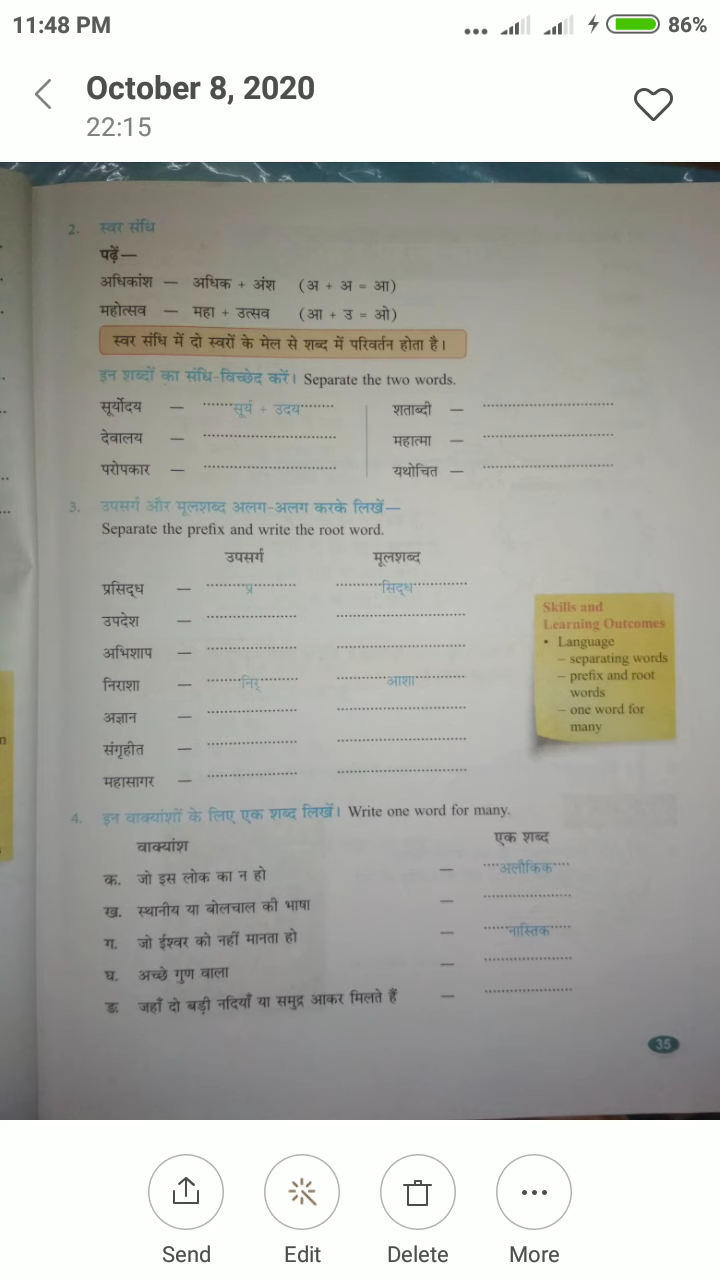 11:48 PM 86%
October 8, 2020
22:15
2. स्वर संधि
पढ़ें—
अधिकांश — अधिक + अंश (अ + अ = आ)
महोत्सव — महा + उत्सव (आ + उ = ओ)
स्वर संधि में दो स्वरों के मेल से शब्द में परिवर्तन होता है।
इन शब्दों का संधि-विच्छेद करें। Separate the two words.
सूर्योदय — सूर्य + उदय शताब्दी —
देवालय — महात्मा —
परोपकार — यथोचित —
3. उपसर्ग और मूलशब्द अलग-अलग करके लिखें—
Separate the prefix and write the root word.
उपसर्ग मूलशब्द
प्रसिद्ध — प्र सिद्ध
उपदेश —
अभिशाप —
निराशा — निर् आशा
अज्ञान —
संगृहीत —
महासागर —
Skills and
Learning Outcomes
• Language
– separating words
– prefix and root
words
– one word for
many
4. इन वाक्यांशों के लिए एक शब्द लिखें। Write one word for many.
वाक्यांश एक शब्द
क. जो इस लोक का न हो — अलौकिक
ख. स्थानीय या बोलचाल की भाषा —
ग. जो ईश्वर को नहीं मानता हो — नास्तिक
घ. अच्छे गुण वाला —
ङ जहाँ दो बड़ी नदियाँ या समुद्र आकर मिलते हैं —
35
Send Edit Delete More